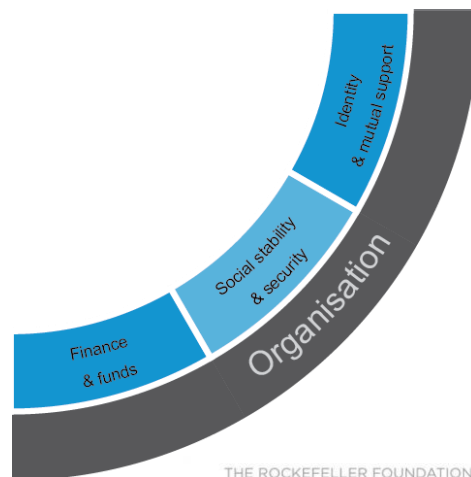 Identity
& mutual support
Social stability
& security
Finance
& funds
Organisation
THE ROCKEFELLER FOUNDATION